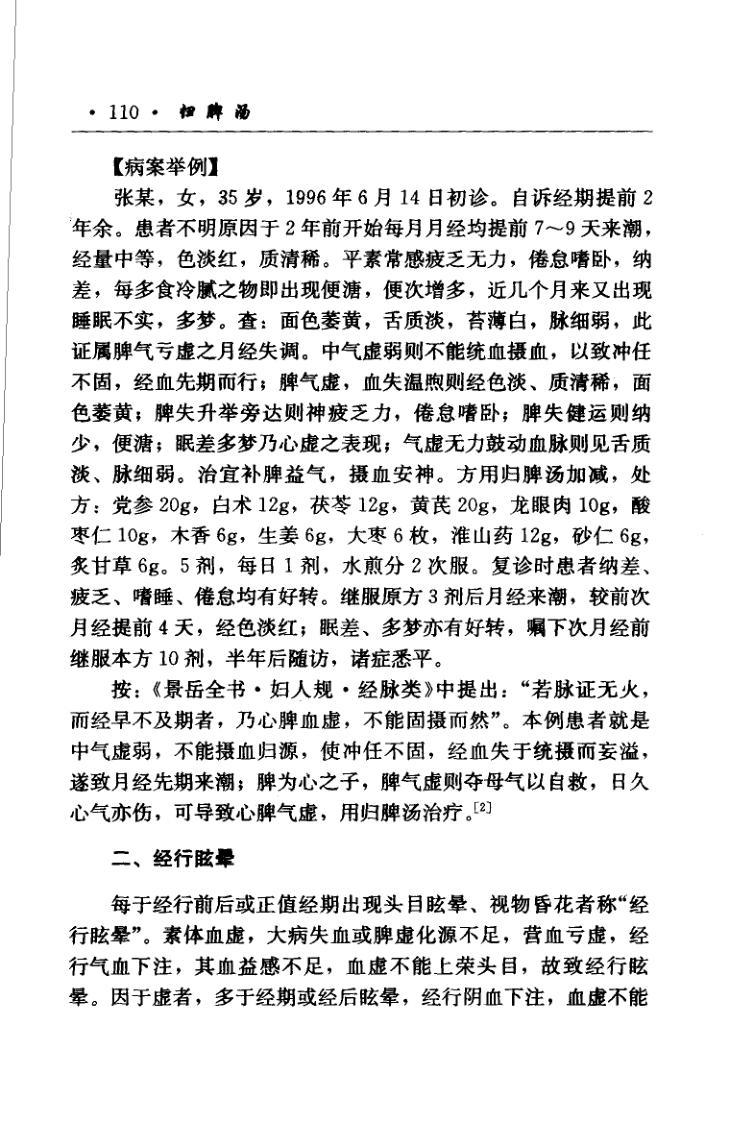 · 110 · 归脾汤
【病案举例】
张某，女，35 岁，1996 年 6 月 14 日初诊。自诉经期提前 2
年余。患者不明原因于 2 年前开始每月月经均提前 7～9 天来潮，
经量中等，色淡红，质清稀。平素常感疲乏无力，倦怠嗜卧，纳
差，每多食冷腻之物即出现便溏，便次增多，近几个月来又出现
睡眠不实，多梦。查：面色萎黄，舌质淡，苔薄白，脉细弱，此
证属脾气亏虚之月经失调。中气虚弱则不能统血摄血，以致冲任
不固，经血先期而行；脾气虚，血失温煦则经色淡、质清稀，面
色萎黄；脾失升举旁达则神疲乏力，倦怠嗜卧；脾失健运则纳
少，便溏；眠差多梦乃心虚之表现；气虚无力鼓动血脉则见舌质
淡、脉细弱。治宜补脾益气，摄血安神。方用归脾汤加减，处
方：党参 20g，白术 12g，茯苓 12g，黄芪 20g，龙眼肉 10g，酸
枣仁 10g，木香 6g，生姜 6g，大枣 6 枚，淮山药 12g，砂仁 6g，
炙甘草 6g。5 剂，每日 1 剂，水煎分 2 次服。复诊时患者纳差、
疲乏、嗜睡、倦怠均有好转。继服原方 3 剂后月经来潮，较前次
月经提前 4 天，经色淡红；眠差、多梦亦有好转，嘱下次月经前
继服本方 10 剂，半年后随访，诸症悉平。
按：《景岳全书·妇人规·经脉类》中提出：“若脉证无火，
而经早不及期者，乃心脾血虚，不能固摄而然”。本例患者就是
中气虚弱，不能摄血归源，使冲任不固，经血失于统摄而妄溢，
遂致月经先期来潮；脾为心之子，脾气虚则夺母气以自救，日久
心气亦伤，可导致心脾气虚，用归脾汤治疗。[2]
二、经行眩晕
每于经行前后或正值经期出现头目眩晕、视物昏花者称“经
行眩晕”。素体血虚，大病失血或脾虚化源不足，营血亏虚，经
行气血下注，其血益感不足，血虚不能上荣头目，故致经行眩
晕。因于虚者，多于经期或经后眩晕，经行阴血下注，血虚不能